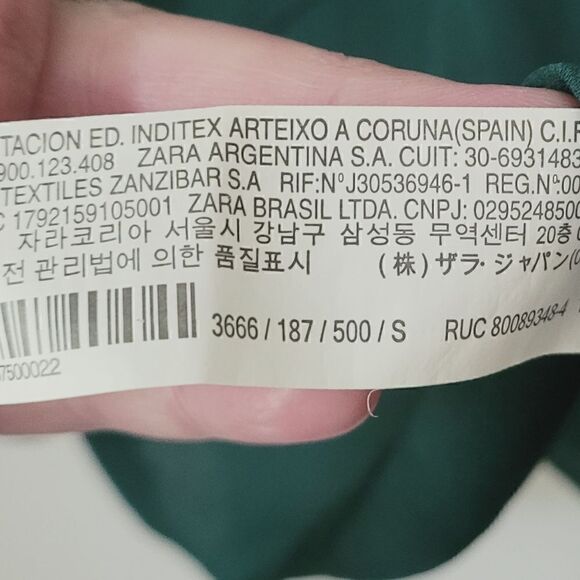 TACION ED. INDITEX ARTEIXO A CORUNA(SPAIN) C.I.F
900.123.408 ZARA ARGENTINA S.A. CUIT: 30-6931483
TEXTILES ZANZIBAR S.A RIF:NºJ30536946-1 REG.Nº:00
C 1792159105001 ZARA BRASIL LTDA. CNPJ: 0295248500
자라코리아 서울시 강남구 삼성동 무역센터 20층
전 관리법에 의한 품질표시 (株) ザラ・ジャパン(
3666 / 187 / 500 / S RUC 80089348-4
7500022